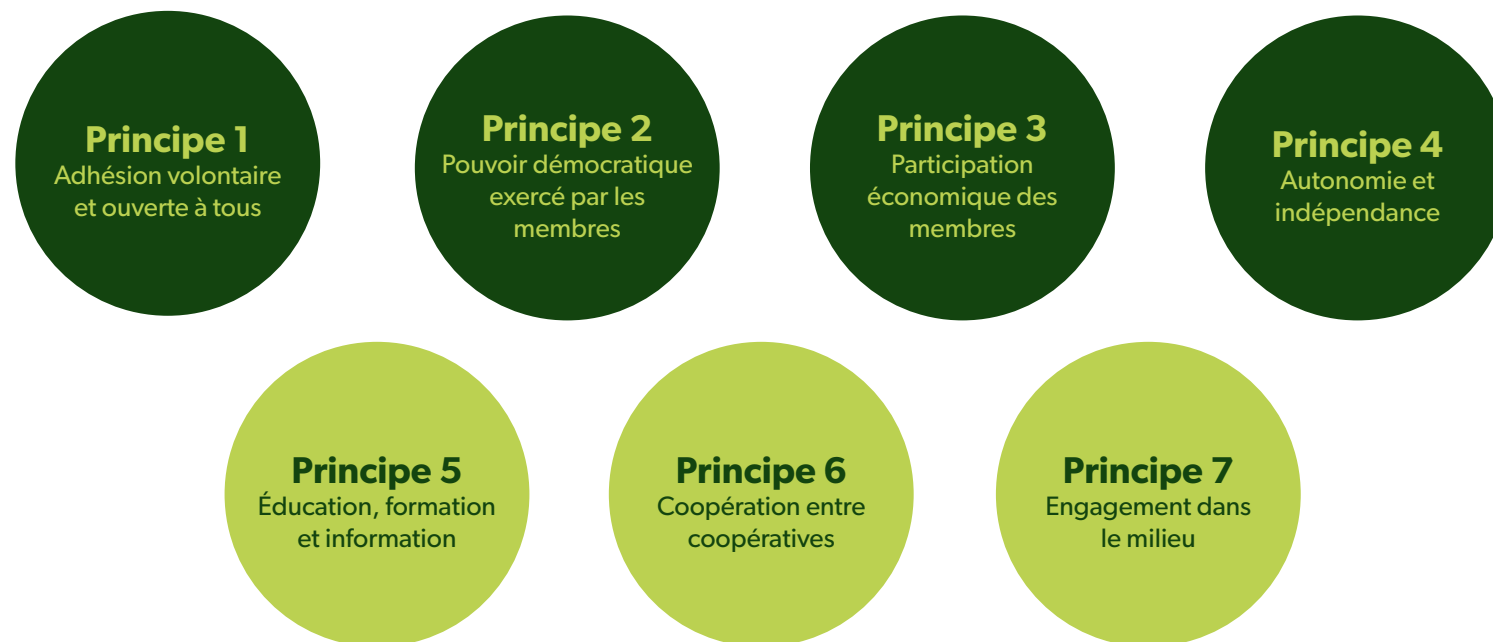 Principe 1
Adhésion volontaire
et ouverte à tous
Principe 2
Pouvoir démocratique
exercé par les
membres
Principe 3
Participation
économique des
membres
Principe 4
Autonomie et
indépendance
Principe 5
Éducation, formation
et information
Principe 6
Coopération entre
coopératives
Principe 7
Engagement dans
le milieu